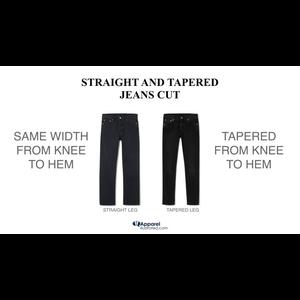 STRAIGHT AND TAPERED
JEANS CUT
SAME WIDTH
FROM KNEE
TO HEM
TAPERED
FROM KNEE
TO HEM
STRAIGHT LEG
TAPERED LEG
Apparel